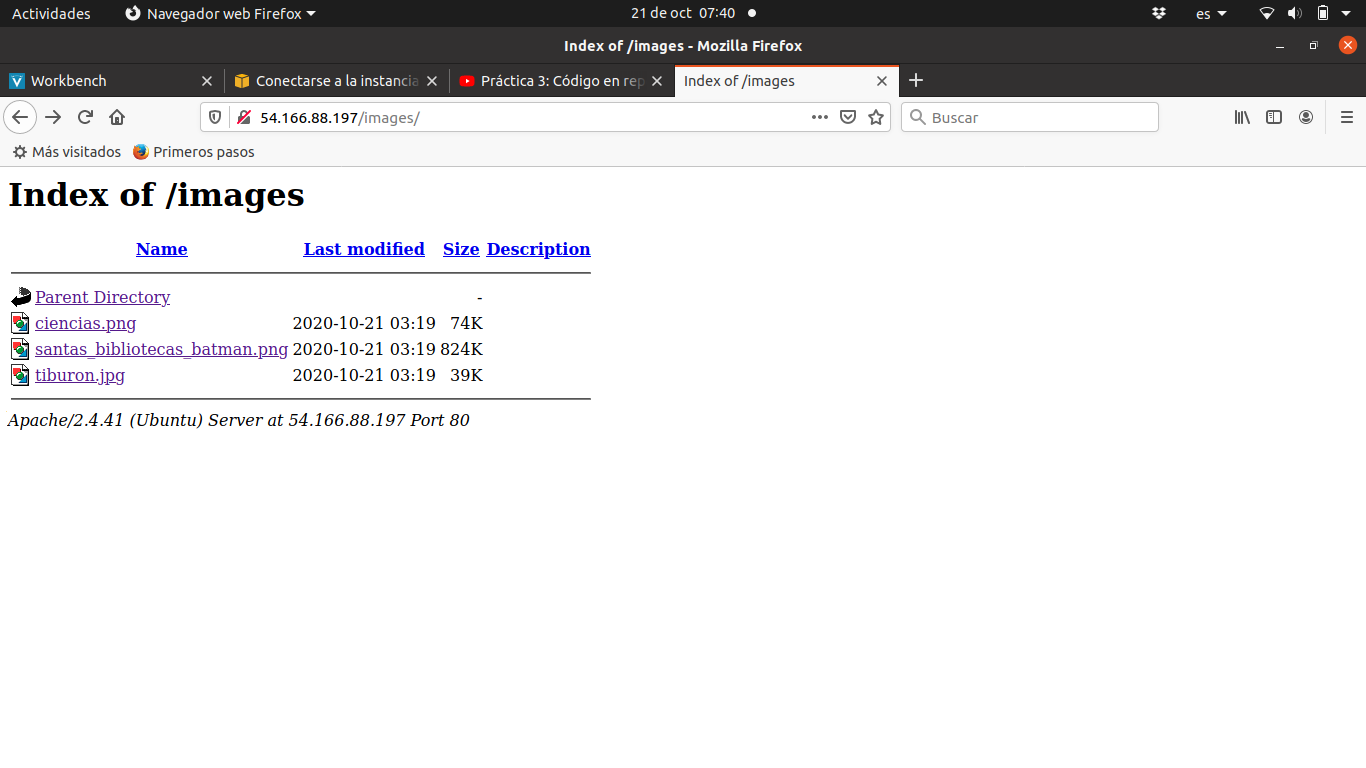 Actividades Navegador web Firefox 21 de oct 07:40 es
Index of /images - Mozilla Firefox
Workbench Conectarse a la instancia Práctica 3: Código en rep Index of /images
54.166.88.197/images/ Buscar
Más visitados Primeros pasos
Index of /images
Name Last modified Size Description
Parent Directory -
ciencias.png 2020-10-21 03:19 74K
santas_bibliotecas_batman.png 2020-10-21 03:19 824K
tiburon.jpg 2020-10-21 03:19 39K
Apache/2.4.41 (Ubuntu) Server at 54.166.88.197 Port 80